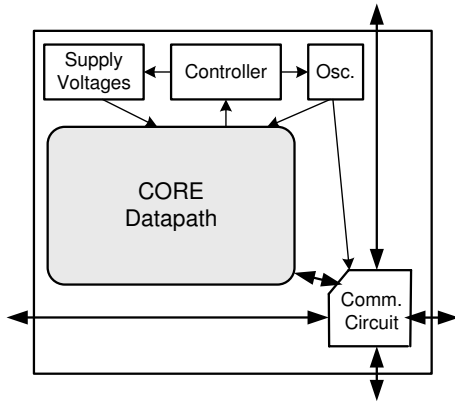 Supply
Voltages
Controller
Osc.
CORE
Datapath
Comm.
Circuit